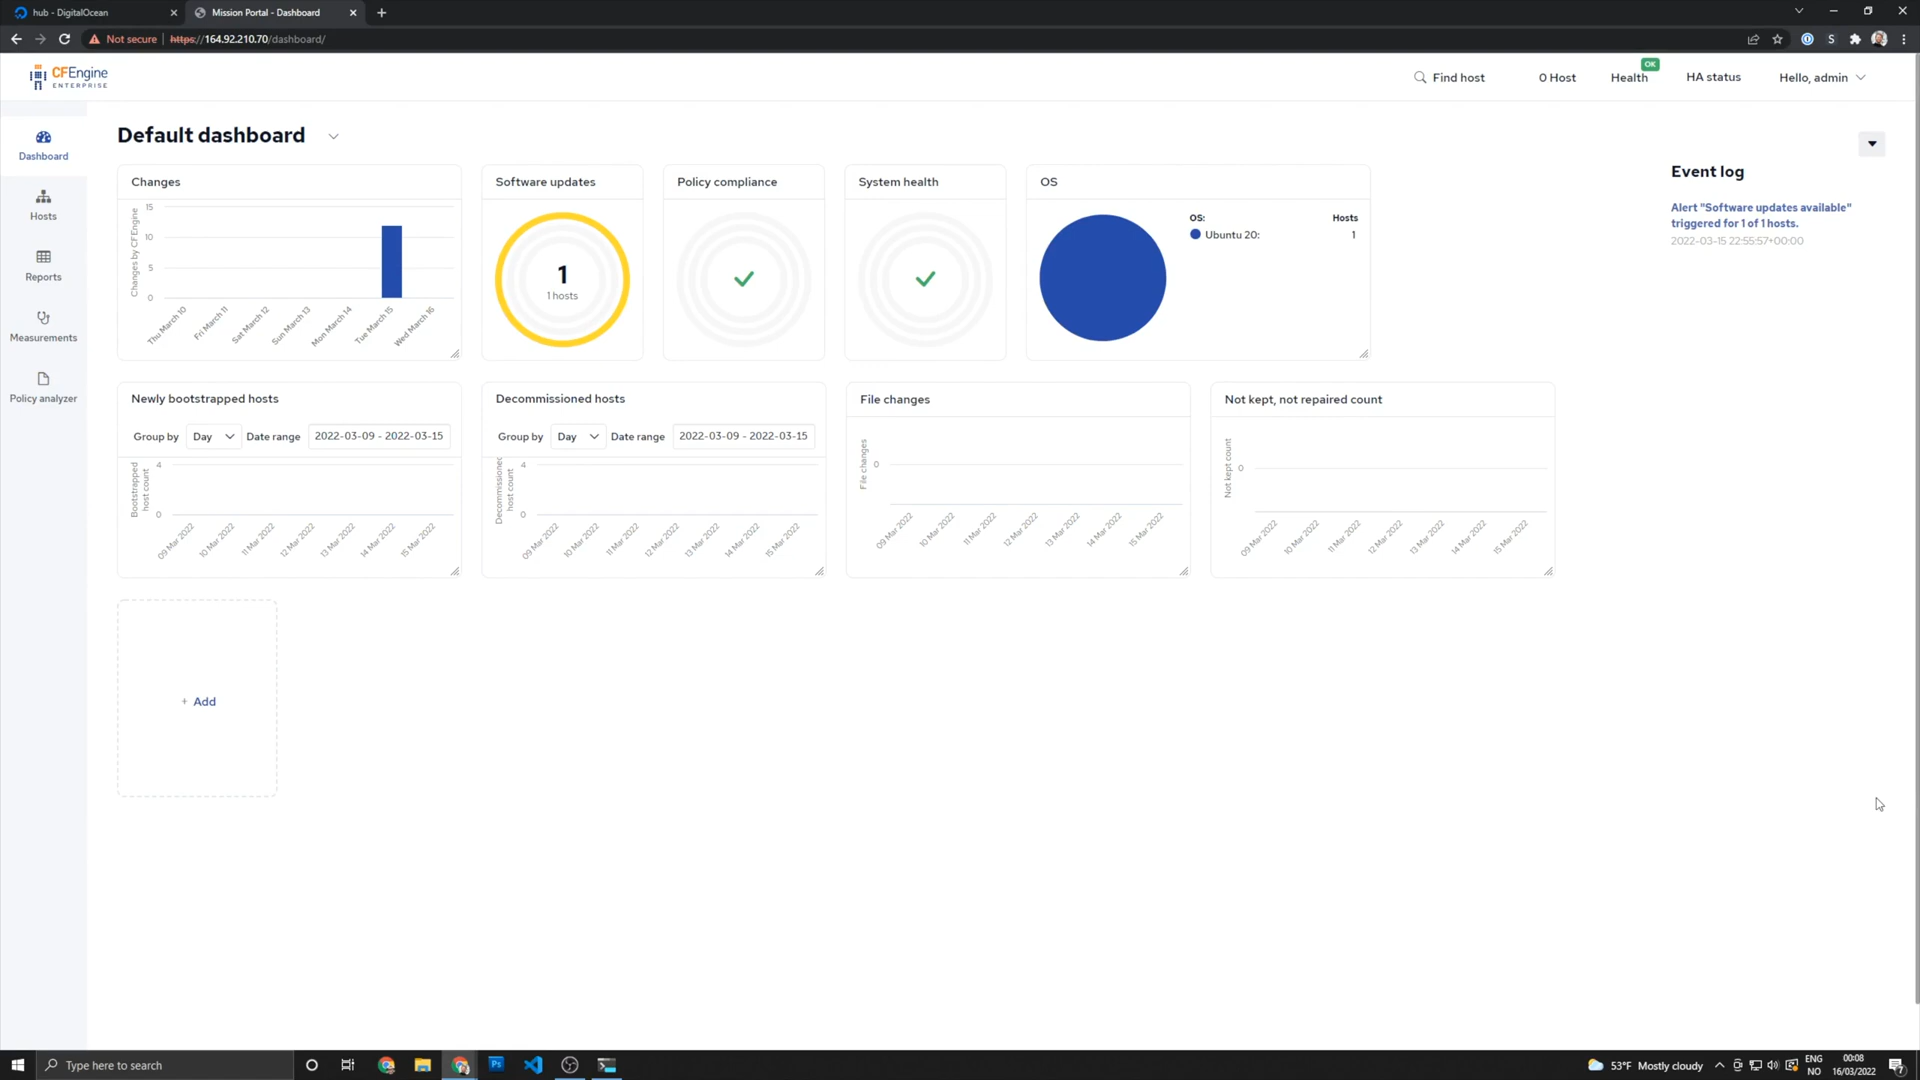 hub - DigitalOcean
Mission Portal - Dashboard
Not secure
https://164.92.210.70/dashboard/
S
CFEngine
ENTERPRISE
Find host
0 Host
Health
OK
HA status
Hello, admin
Dashboard
Hosts
Reports
Measurements
Policy analyzer
Default dashboard
Changes
Changes by CFEngine
15
10
5
0
Thu March 10
Fri March 11
Sat March 12
Sun March 13
Mon March 14
Tue March 15
Wed March 16
Software updates
1
1 hosts
Policy compliance
System health
OS
OS:
Hosts
Ubuntu 20:
1
Event log
Alert "Software updates available"
triggered for 1 of 1 hosts.
2022-03-15 22:55:57+00:00
Newly bootstrapped hosts
Group by
Day
Date range
2022-03-09 - 2022-03-15
Bootstrapped
host count
4
0
09 Mar 2022
10 Mar 2022
11 Mar 2022
12 Mar 2022
13 Mar 2022
14 Mar 2022
15 Mar 2022
Decommissioned hosts
Group by
Day
Date range
2022-03-09 - 2022-03-15
Decommissioned
host count
4
0
09 Mar 2022
10 Mar 2022
11 Mar 2022
12 Mar 2022
13 Mar 2022
14 Mar 2022
15 Mar 2022
File changes
File changes
0
09 Mar 2022
10 Mar 2022
11 Mar 2022
12 Mar 2022
13 Mar 2022
14 Mar 2022
15 Mar 2022
Not kept, not repaired count
Not kept count
0
09 Mar 2022
10 Mar 2022
11 Mar 2022
12 Mar 2022
13 Mar 2022
14 Mar 2022
15 Mar 2022
+ Add
Type here to search
Ps
53°F Mostly cloudy
ENG
NO
00:08
16/03/2022
7